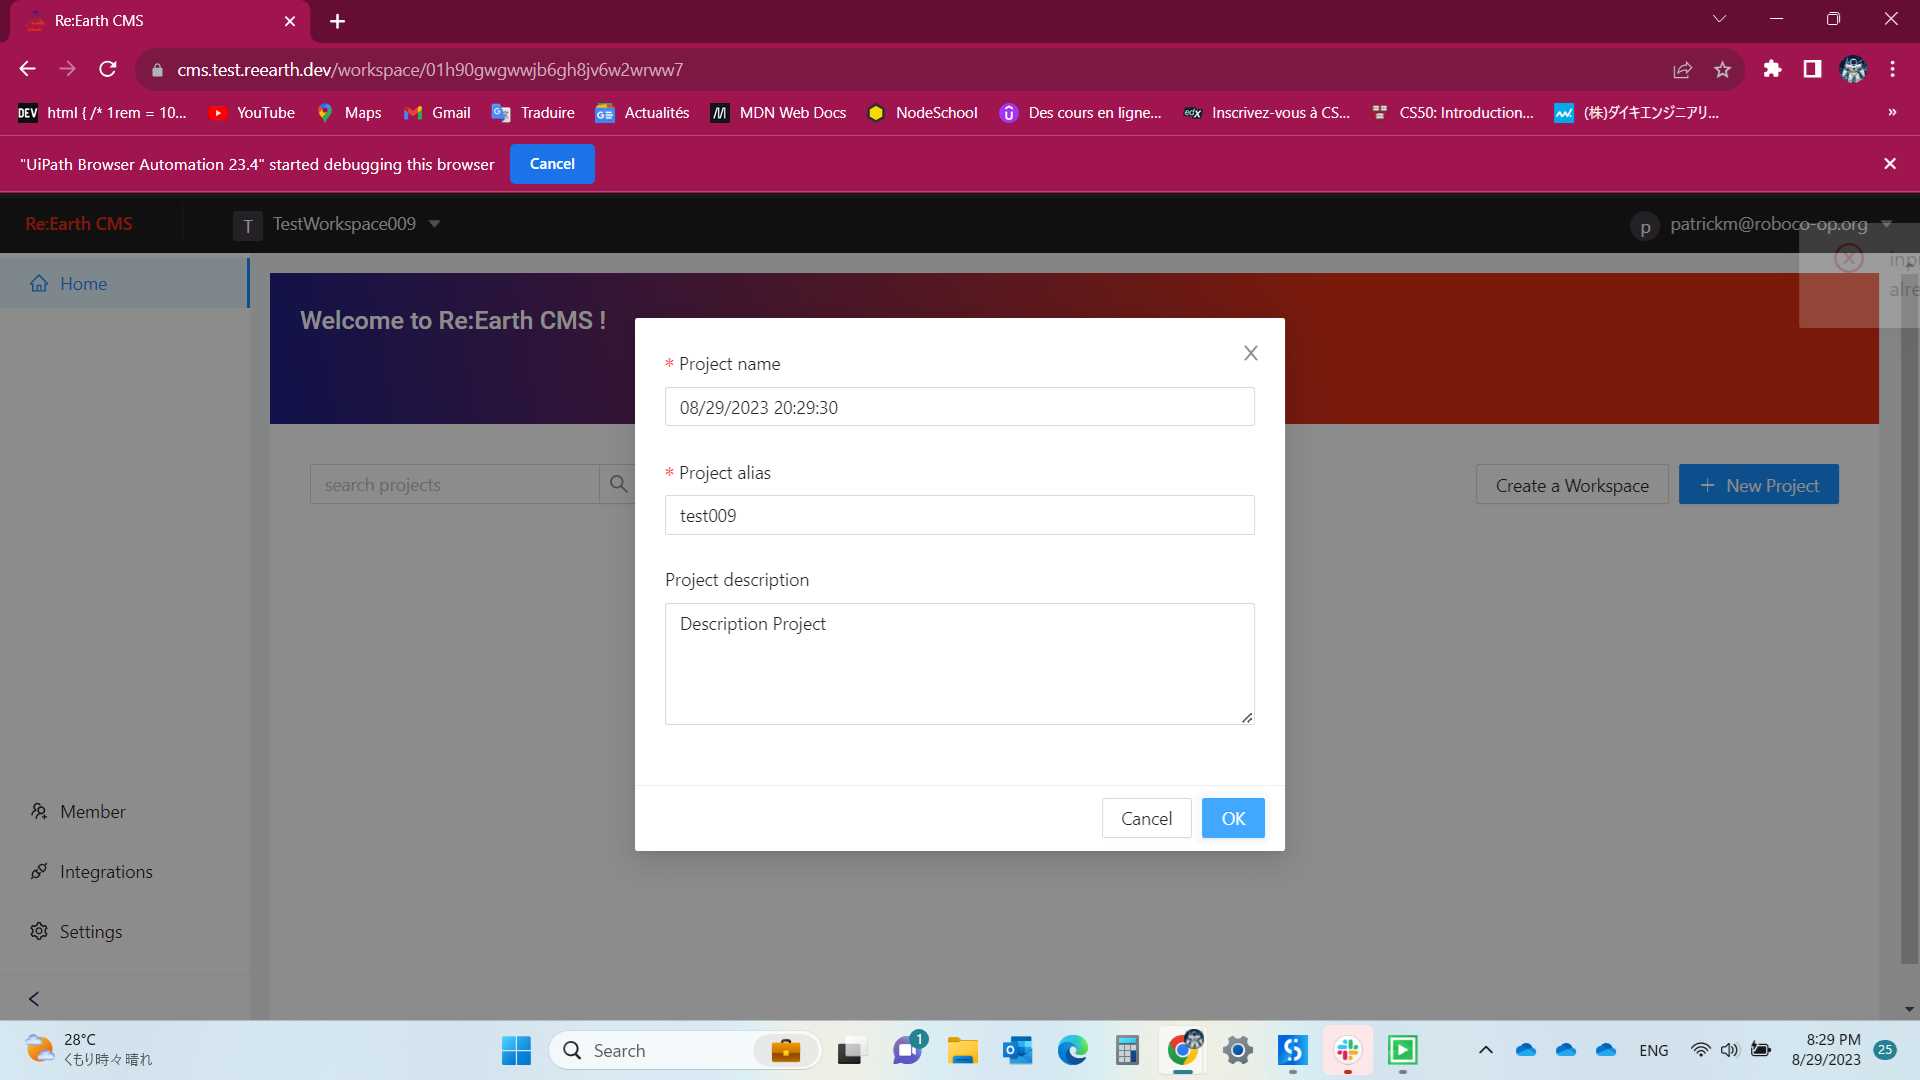 Re:Earth CMS
cms.test.reearth.dev/workspace/01h90gwgwwjb6gh8jv6w2wrww7
DEV html { /* 1rem = 10... YouTube Maps Gmail Traduire Actualités MDN Web Docs NodeSchool Des cours en ligne... edX Inscrivez-vous à CS... CS50: Introduction... (株)ダイキエンジニアリ... »
"UiPath Browser Automation 23.4" started debugging this browser Cancel
Re:Earth CMS T TestWorkspace009 p patrickm@roboco-op.org
Home
Welcome to Re:Earth CMS !
* Project name
08/29/2023 20:29:30
search projects
* Project alias
test009
Create a Workspace
+ New Project
Project description
Description Project
Cancel OK
Member
Integrations
Settings
28°C
くもり時々晴れ
Search
1
ENG
8:29 PM
8/29/2023
25